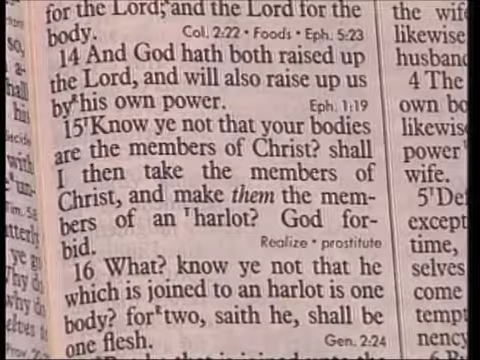 for the Lord; and the Lord for the
body. Col. 2:22 • Foods • Eph. 5:23
14 And God hath both raised up
the Lord, and will also raise up us
by his own power. Eph. 1:19
15 Know ye not that your bodies
are the members of Christ? shall
I then take the members of
Christ, and make them the mem-
bers of an harlot? God for-
bid. Realize • prostitute
16 What? know ye not that he
which is joined to an harlot is one
body? for two, saith he, shall be
one flesh. Gen. 2:24
the wife
likewise
husband
4 The
own bo
likewis
power
wife.
5 Def
except
time,
selves
come
tempt
nency